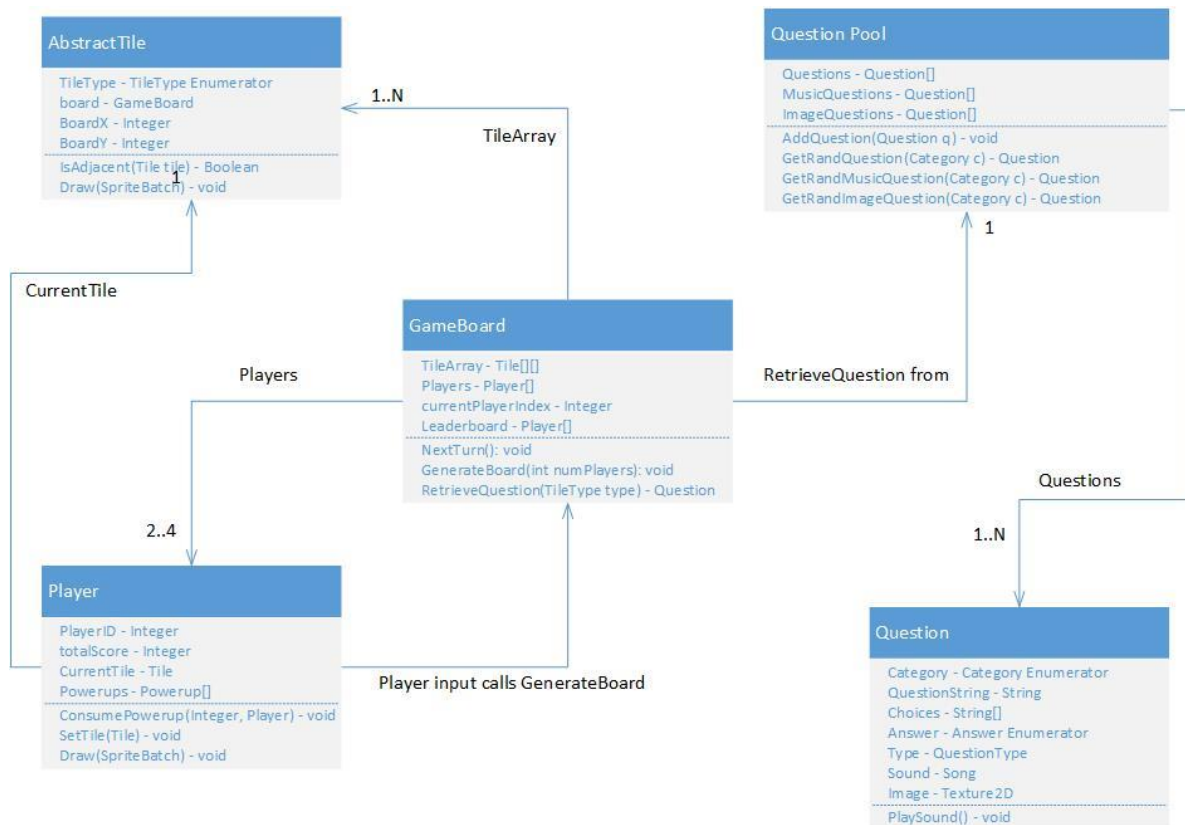 AbstractTile
TileType - TileType Enumerator
board - GameBoard
BoardX - Integer
BoardY - Integer
IsAdjacent(Tile tile) - Boolean
Draw(SpriteBatch) - void
1
1..N
TileArray
Question Pool
Questions - Question[]
MusicQuestions - Question[]
ImageQuestions - Question[]
AddQuestion(Question q) - void
GetRandQuestion(Category c) - Question
GetRandMusicQuestion(Category c) - Question
GetRandImageQuestion(Category c) - Question
1
CurrentTile
GameBoard
TileArray - Tile[][]
Players - Player[]
currentPlayerIndex - Integer
Leaderboard - Player[]
NextTurn(): void
GenerateBoard(int numPlayers): void
RetrieveQuestion(TileType type) - Question
Players
RetrieveQuestion from
2..4
Questions
1..N
Player
PlayerID - Integer
totalScore - Integer
CurrentTile - Tile
Powerups - Powerup[]
ConsumePowerup(Integer, Player) - void
SetTile(Tile) - void
Draw(SpriteBatch) - void
Player input calls GenerateBoard
Question
Category - Category Enumerator
QuestionString - String
Choices - String[]
Answer - Answer Enumerator
Type - QuestionType
Sound - Song
Image - Texture2D
PlaySound() - void